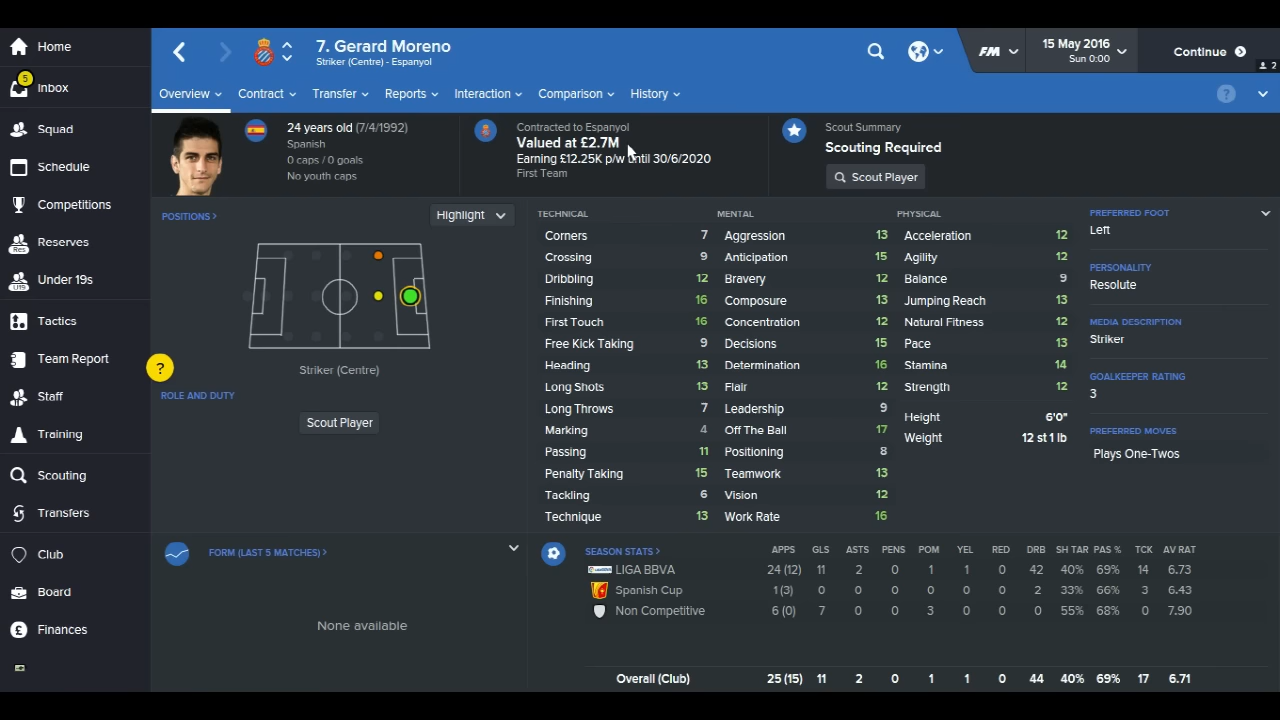 Home
Inbox
5
Squad
Schedule
Competitions
Reserves
Res
Under 19s
U19
Tactics
Team Report
Staff
Training
Scouting
Transfers
Club
Board
Finances
7. Gerard Moreno
Striker (Centre) - Espanyol
FM
15 May 2016
Sun 0:00
Continue
2
Overview
Contract
Transfer
Reports
Interaction
Comparison
History
?
24 years old (7/4/1992)
Spanish
0 caps / 0 goals
No youth caps
Contracted to Espanyol
Valued at £2.7M
Earning £12.25K p/w until 30/6/2020
First Team
Scout Summary
Scouting Required
Scout Player
POSITIONS >
Highlight
Striker (Centre)
?
ROLE AND DUTY
Scout Player
TECHNICAL
Corners 7
Crossing 9
Dribbling 12
Finishing 16
First Touch 16
Free Kick Taking 9
Heading 13
Long Shots 13
Long Throws 7
Marking 4
Passing 11
Penalty Taking 15
Tackling 6
Technique 13
MENTAL
Aggression 13
Anticipation 15
Bravery 12
Composure 13
Concentration 12
Decisions 15
Determination 16
Flair 12
Leadership 9
Off The Ball 17
Positioning 8
Teamwork 13
Vision 12
Work Rate 16
PHYSICAL
Acceleration 12
Agility 12
Balance 9
Jumping Reach 13
Natural Fitness 12
Pace 13
Stamina 14
Strength 12
Height 6'0"
Weight 12 st 1 lb
PREFERRED FOOT
Left
PERSONALITY
Resolute
MEDIA DESCRIPTION
Striker
GOALKEEPER RATING
3
PREFERRED MOVES
Plays One-Twos
FORM (LAST 5 MATCHES) >
None available
SEASON STATS > APPS GLS ASTS PENS POM YEL RED DRB SH TAR PAS % TCK AV RAT
LIGA BBVA 24 (12) 11 2 0 1 1 0 42 40% 69% 14 6.73
Spanish Cup 1 (3) 0 0 0 0 0 0 2 33% 66% 3 6.43
Non Competitive 6 (0) 7 0 0 3 0 0 0 55% 68% 0 7.90
Overall (Club) 25 (15) 11 2 0 1 1 0 44 40% 69% 17 6.71